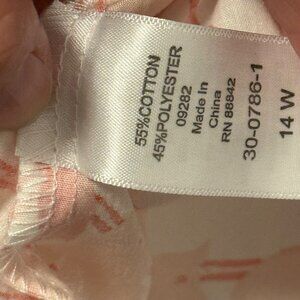 55%COTTON
45%POLYESTER
09282
Made In
China
RN 88842
30-0786-1
14 W